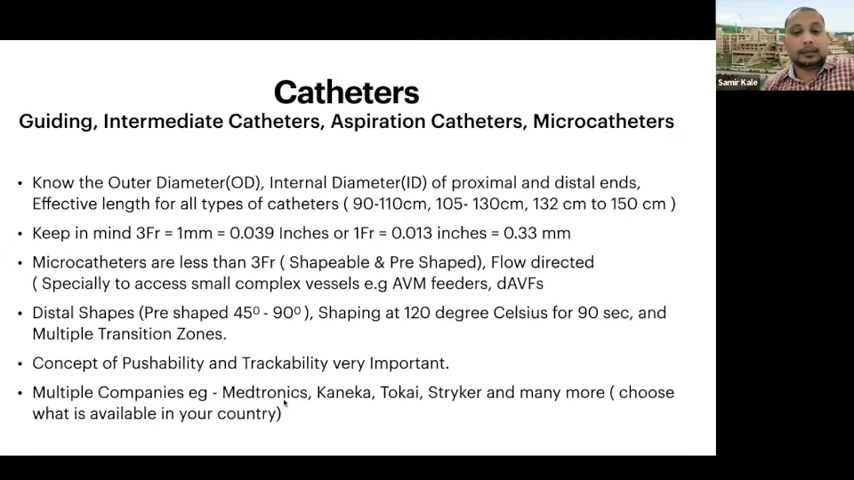 Catheters
Guiding, Intermediate Catheters, Aspiration Catheters, Microcatheters
• Know the Outer Diameter(OD), Internal Diameter(ID) of proximal and distal ends,
Effective length for all types of catheters ( 90-110cm, 105- 130cm, 132 cm to 150 cm )
• Keep in mind 3Fr = 1mm = 0.039 Inches or 1Fr = 0.013 inches = 0.33 mm
• Microcatheters are less than 3Fr ( Shapeable & Pre Shaped), Flow directed
( Specially to access small complex vessels e.g AVM feeders, dAVFs
• Distal Shapes (Pre shaped 45⁰ - 90⁰ ), Shaping at 120 degree Celsius for 90 sec, and
Multiple Transition Zones.
• Concept of Pushability and Trackability very Important.
• Multiple Companies eg - Medtronics, Kaneka, Tokai, Stryker and many more ( choose
what is available in your country)
Samir Kale